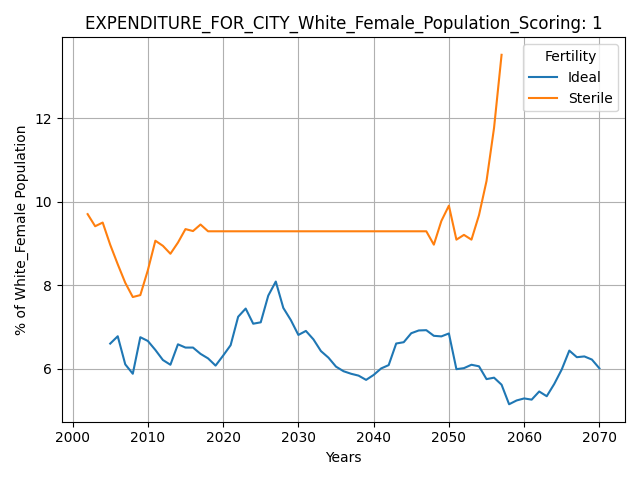 EXPENDITURE_FOR_CITY_White_Female_Population_Scoring: 1
Fertility
Ideal
Sterile
% of White_Female Population
12
10
8
6
2000 2010 2020 2030 2040 2050 2060 2070
Years